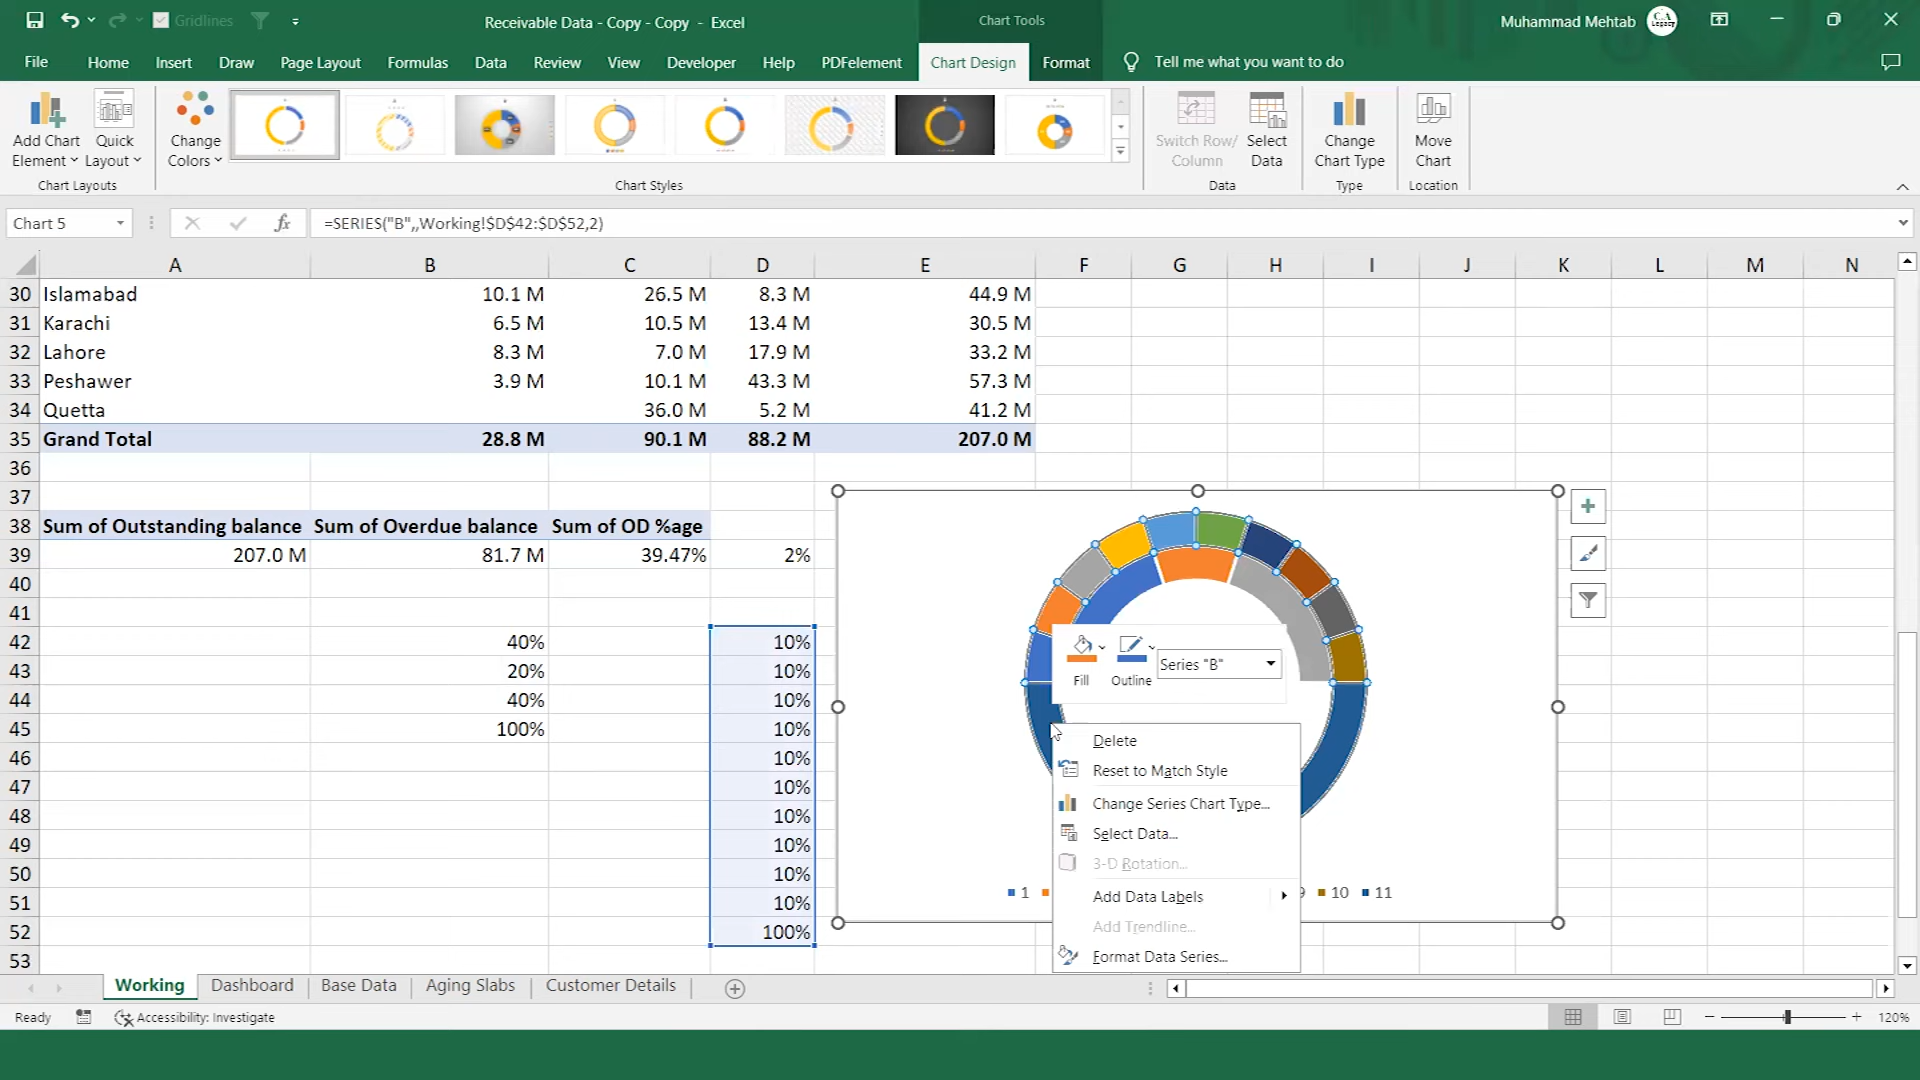 Gridlines
Receivable Data - Copy - Copy - Excel
Chart Tools
Muhammad Mehtab
CA
Legacy
File Home Insert Draw Page Layout Formulas Data Review View Developer Help PDFelement Chart Design Format Tell me what you want to do
Add Chart Element
Quick Layout
Change Colors
Switch Row/ Column
Select Data
Change Chart Type
Move Chart
Chart Layouts
Chart Styles
Data
Type
Location
Chart 5
fx
=SERIES("B",,Working!$D$42:$D$52,2)
A B C D E F G H I J K L M N
30 Islamabad 10.1 M 26.5 M 8.3 M 44.9 M
31 Karachi 6.5 M 10.5 M 13.4 M 30.5 M
32 Lahore 8.3 M 7.0 M 17.9 M 33.2 M
33 Peshawer 3.9 M 10.1 M 43.3 M 57.3 M
34 Quetta 36.0 M 5.2 M 41.2 M
35 Grand Total 28.8 M 90.1 M 88.2 M 207.0 M
36
37
38 Sum of Outstanding balance Sum of Overdue balance Sum of OD %age
39 207.0 M 81.7 M 39.47% 2%
40
41
42 40% 10%
43 20% 10%
44 40% 10%
45 100% 10%
46 10%
47 10%
48 10%
49 10%
50 10%
51 10%
52 100%
53
Fill
Outline
Series "B"
Delete
Reset to Match Style
Change Series Chart Type...
Select Data...
3-D Rotation...
Add Data Labels
Add Trendline...
Format Data Series...
1 9 10 11
Working Dashboard Base Data Aging Slabs Customer Details
Ready
Accessibility: Investigate
120%